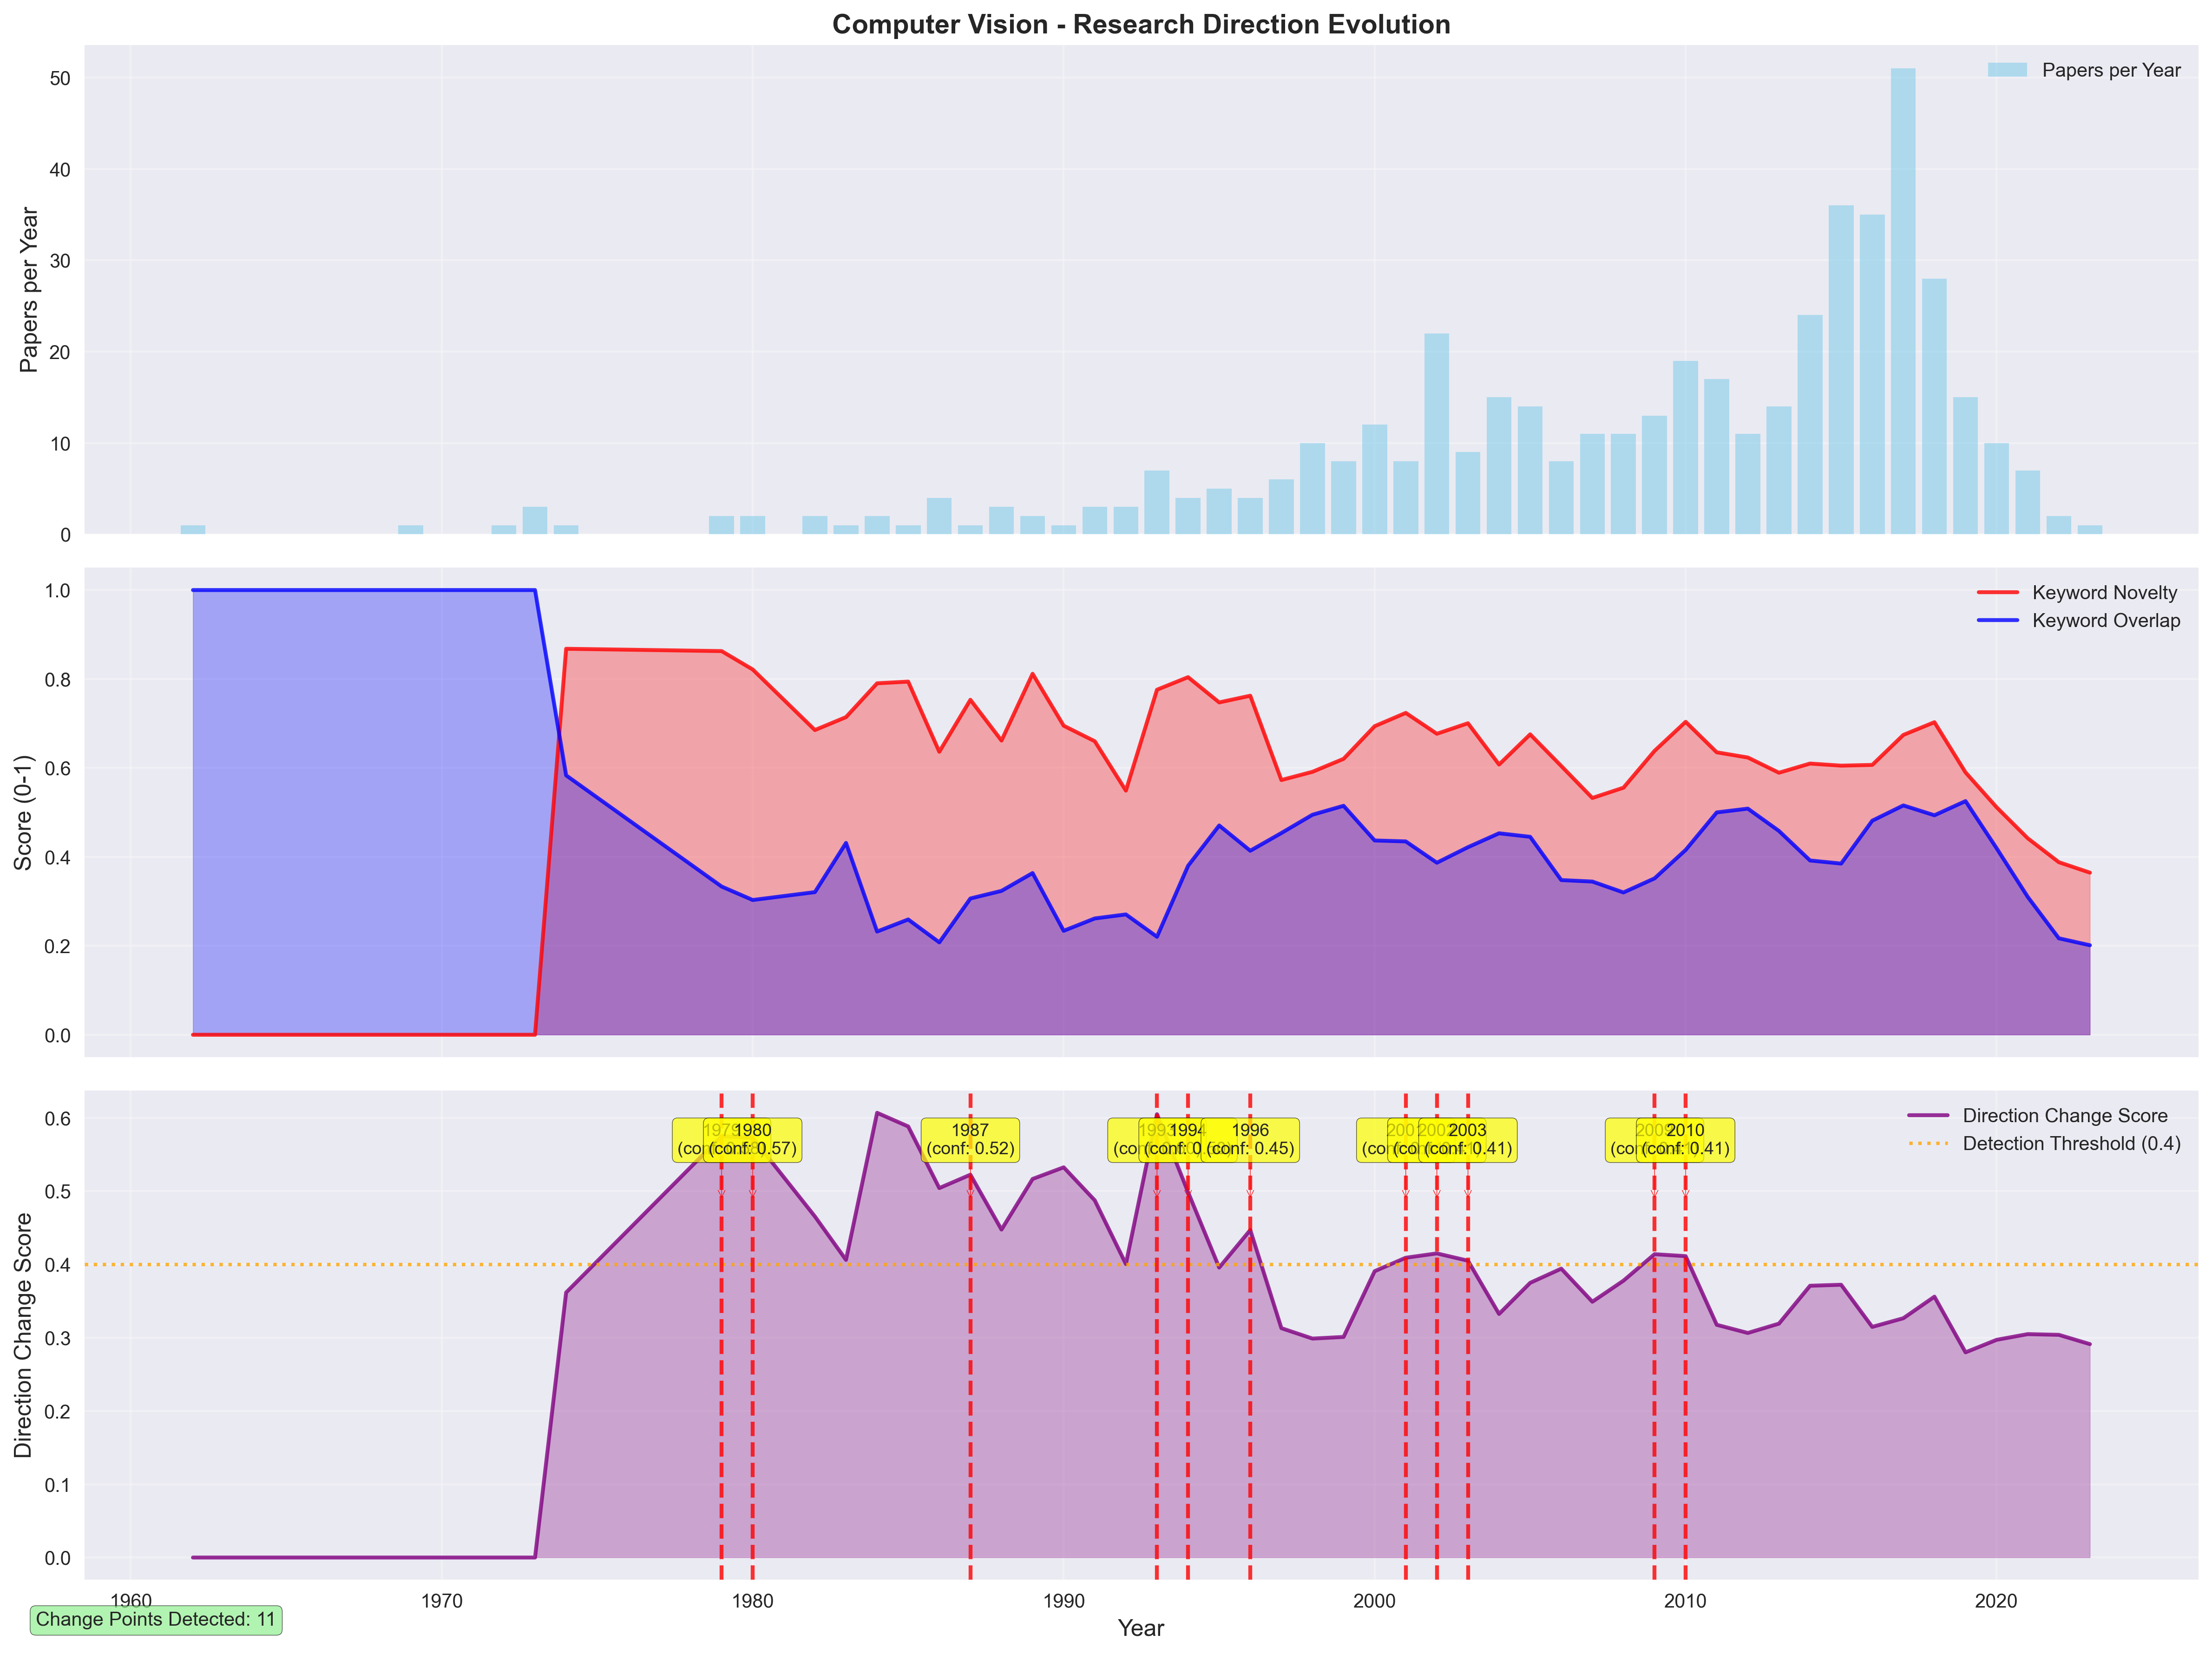 Computer Vision - Research Direction Evolution
Papers per Year
50
40
30
20
10
0
Papers per Year
Score (0-1)
1.0
0.8
0.6
0.4
0.2
0.0
Keyword Novelty
Keyword Overlap
Direction Change Score
0.6
0.5
0.4
0.3
0.2
0.1
0.0
1979
1980
(conf: 0.57)
1987
(conf: 0.52)
1993
1994
1996
(conf: 0.45)
2002
2003
(conf: 0.41)
2009
2010
(conf: 0.41)
Direction Change Score
Detection Threshold (0.4)
1960
1970
1980
1990
2000
2010
2020
Year
Change Points Detected: 11